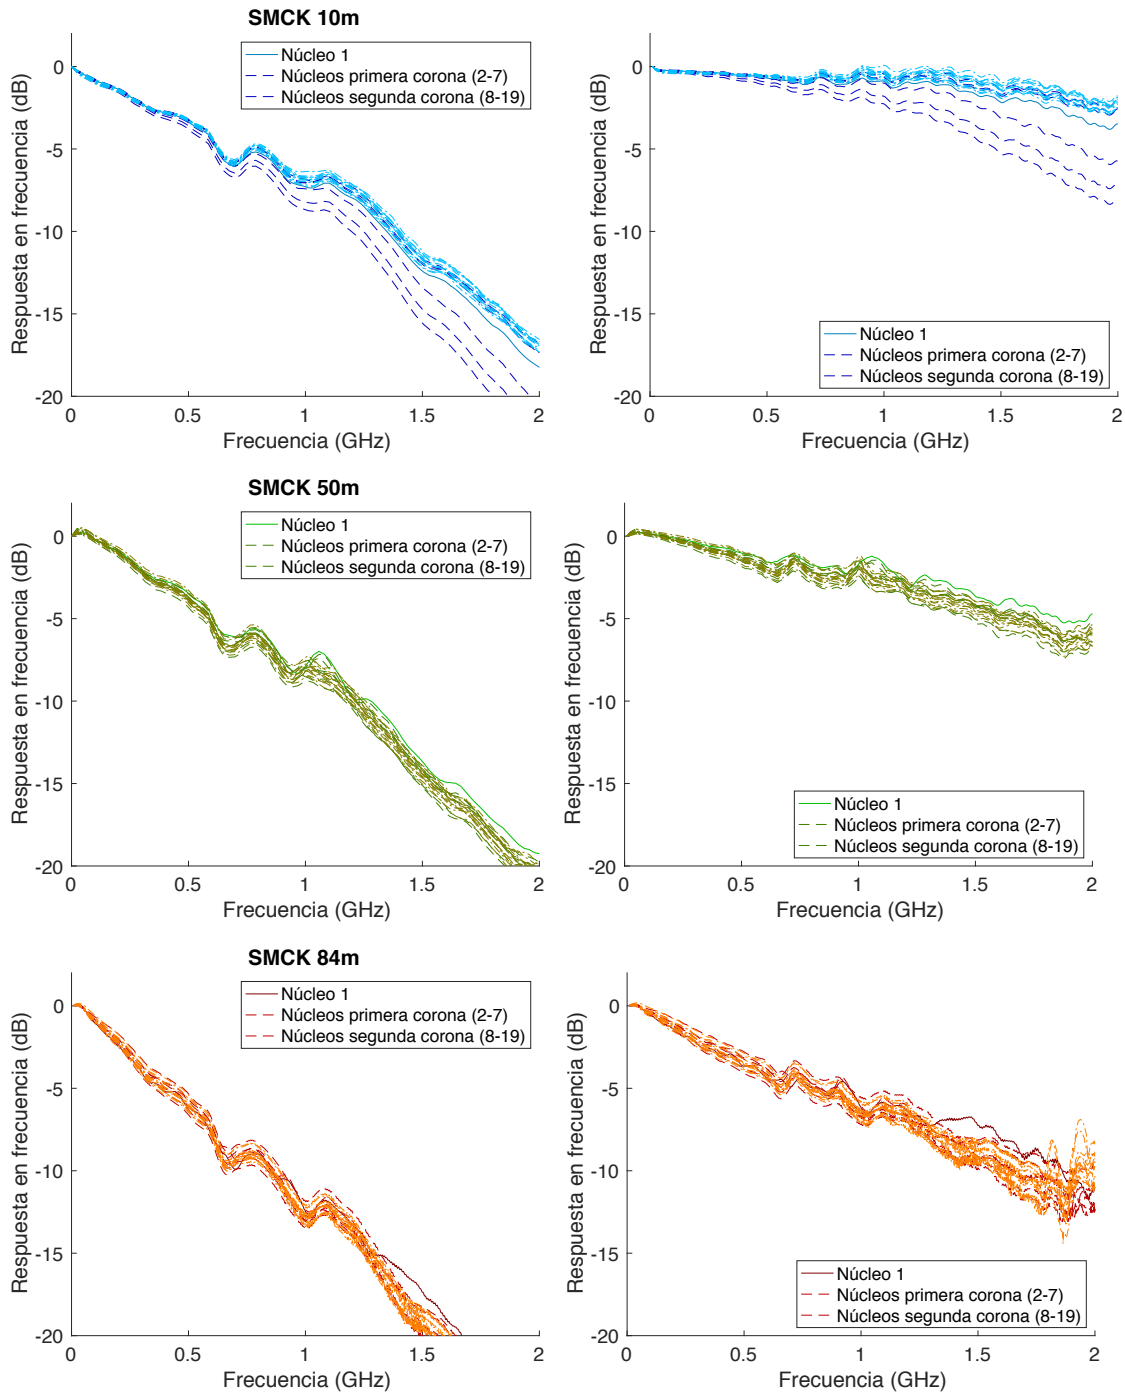 SMCK 10m
Respuesta en frecuencia (dB)
0
-5
-10
-15
-20
Núcleo 1
Núcleos primera corona (2-7)
Núcleos segunda corona (8-19)
0 0.5 1 1.5 2
Frecuencia (GHz)
Respuesta en frecuencia (dB)
0
-5
-10
-15
-20
Núcleo 1
Núcleos primera corona (2-7)
Núcleos segunda corona (8-19)
0 0.5 1 1.5 2
Frecuencia (GHz)
SMCK 50m
Respuesta en frecuencia (dB)
0
-5
-10
-15
-20
Núcleo 1
Núcleos primera corona (2-7)
Núcleos segunda corona (8-19)
0 0.5 1 1.5 2
Frecuencia (GHz)
Respuesta en frecuencia (dB)
0
-5
-10
-15
-20
Núcleo 1
Núcleos primera corona (2-7)
Núcleos segunda corona (8-19)
0 0.5 1 1.5 2
Frecuencia (GHz)
SMCK 84m
Respuesta en frecuencia (dB)
0
-5
-10
-15
-20
Núcleo 1
Núcleos primera corona (2-7)
Núcleos segunda corona (8-19)
0 0.5 1 1.5 2
Frecuencia (GHz)
Respuesta en frecuencia (dB)
0
-5
-10
-15
-20
Núcleo 1
Núcleos primera corona (2-7)
Núcleos segunda corona (8-19)
0 0.5 1 1.5 2
Frecuencia (GHz)